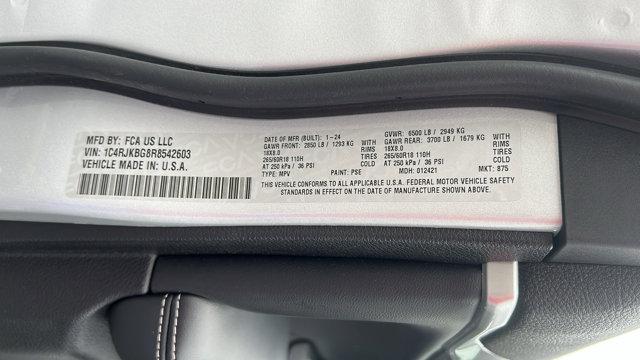 MFD BY: FCA US LLC
VIN: 1C4RJKBG8R8542603
VEHICLE MADE IN: U.S.A.
DATE OF MFR (BUILT): 1-24 GVWR: 6500 LB / 2949 KG
GAWR FRONT: 2850 LB / 1293 KG WITH GAWR REAR: 3700 LB / 1679 KG WITH
18X8.0 RIMS 18X8.0 RIMS
265/60R18 110H TIRES 265/60R18 110H TIRES
AT 250 kPa / 36 PSI COLD AT 250 kPa / 36 PSI COLD
TYPE: MPV PAINT: PSE MDH: 012421 MKT: 875
THIS VEHICLE CONFORMS TO ALL APPLICABLE U.S.A. FEDERAL MOTOR VEHICLE SAFETY
STANDARDS IN EFFECT ON THE DATE OF MANUFACTURE SHOWN ABOVE.